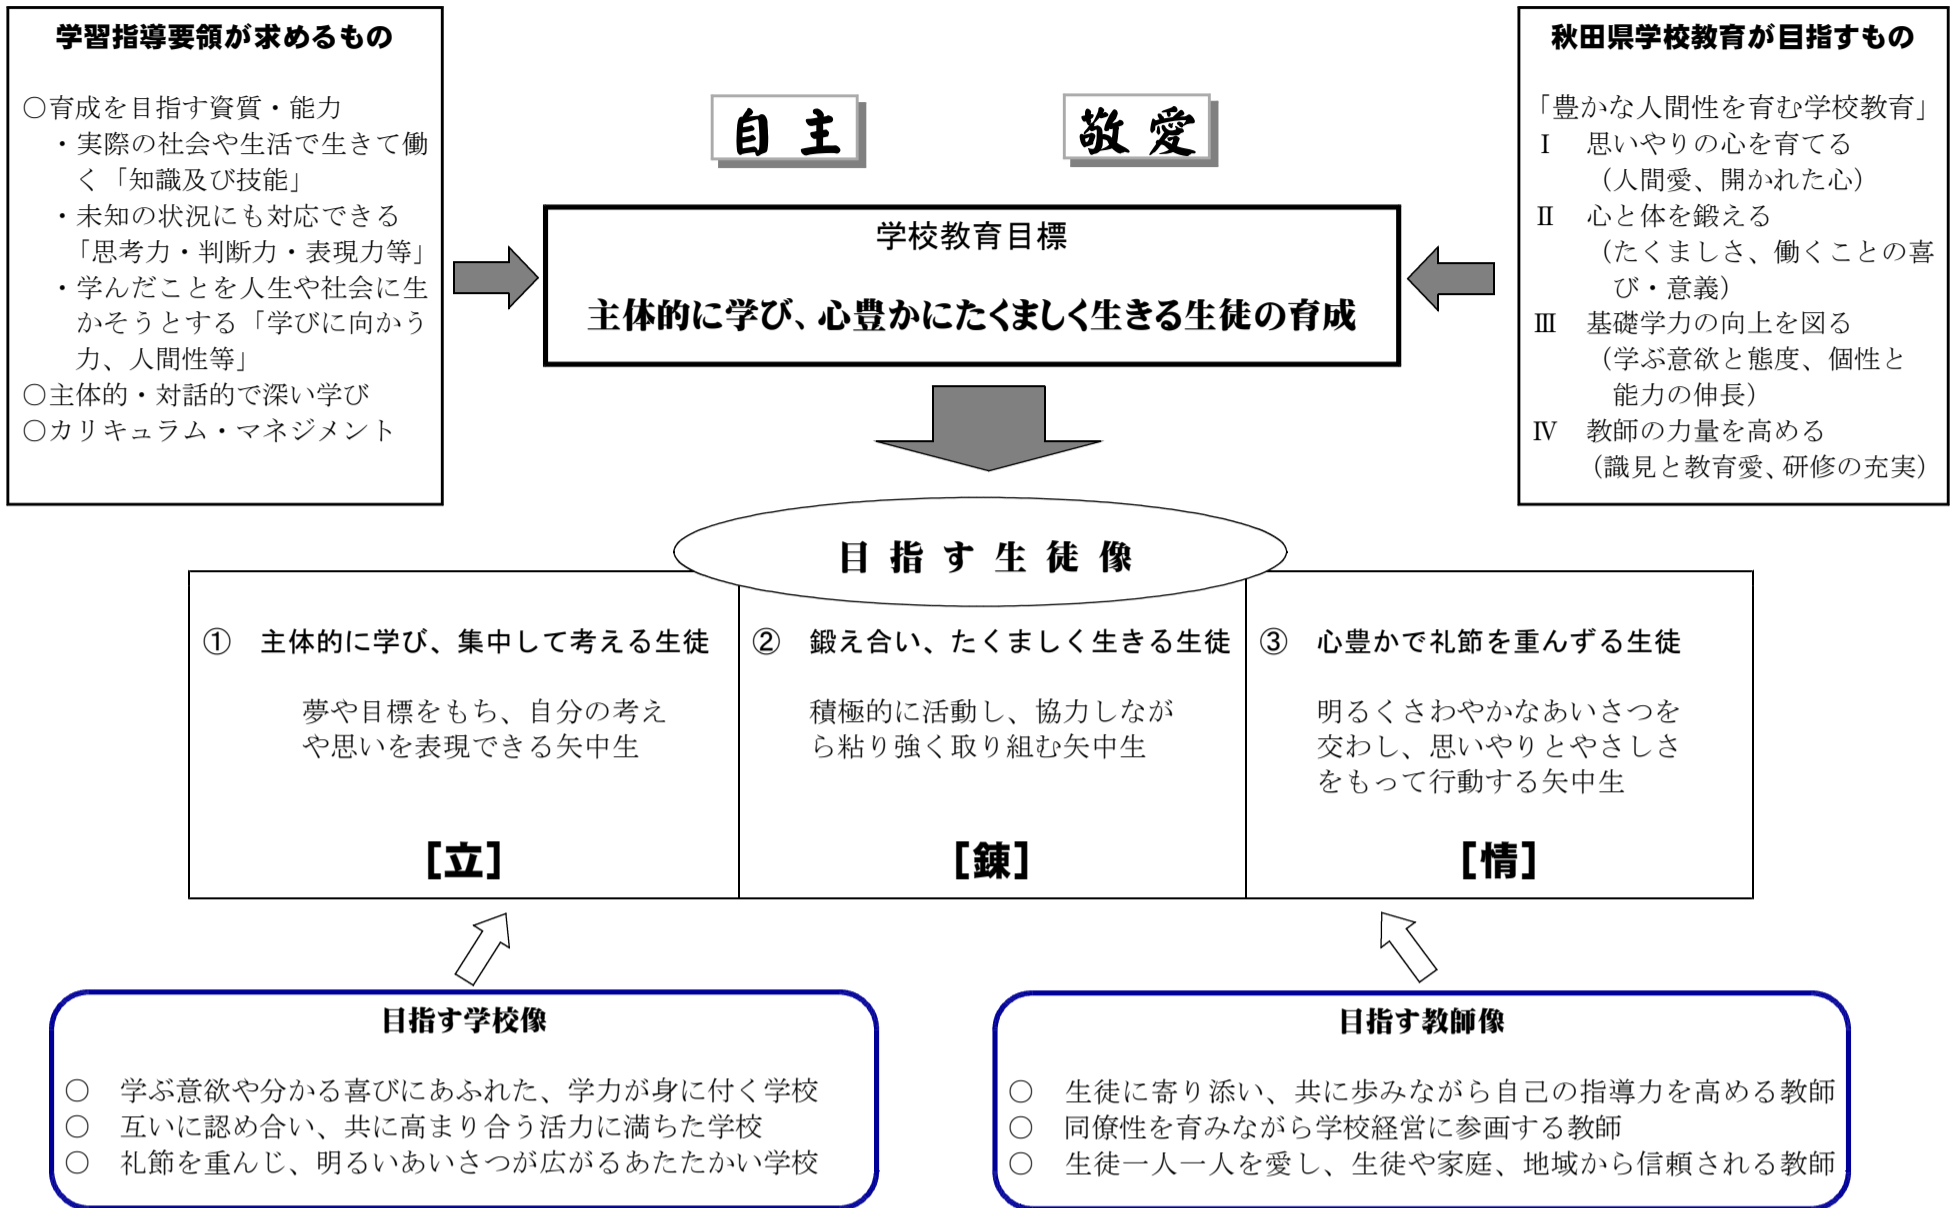 学習指導要領が求めるもの
○育成を目指す資質・能力
・実際の社会や生活で生きて働
く「知識及び技能」
・未知の状況にも対応できる
「思考力・判断力・表現力等」
・学んだことを人生や社会に生
かそうとする「学びに向かう
力、人間性等」
○主体的・対話的で深い学び
○カリキュラム・マネジメント
自主
敬愛
学校教育目標
主体的に学び、心豊かにたくましく生きる生徒の育成
秋田県学校教育が目指すもの
「豊かな人間性を育む学校教育」
Ⅰ 思いやりの心を育てる
（人間愛、開かれた心）
Ⅱ 心と体を鍛える
（たくましさ、働くことの喜
び・意義）
Ⅲ 基礎学力の向上を図る
（学ぶ意欲と態度、個性と
能力の伸長）
Ⅳ 教師の力量を高める
（識見と教育愛、研修の充実）
目指す生徒像
① 主体的に学び、集中して考える生徒
夢や目標をもち、自分の考え
や思いを表現できる矢中生
［立］
② 鍛え合い、たくましく生きる生徒
積極的に活動し、協力しなが
ら粘り強く取り組む矢中生
［錬］
③ 心豊かで礼節を重んずる生徒
明るくさわやかなあいさつを
交わし、思いやりとやさしさ
をもって行動する矢中生
［情］
目指す学校像
○ 学ぶ意欲や分かる喜びにあふれた、学力が身に付く学校
○ 互いに認め合い、共に高まり合う活力に満ちた学校
○ 礼節を重んじ、明るいあいさつが広がるあたたかい学校
目指す教師像
○ 生徒に寄り添い、共に歩みながら自己の指導力を高める教師
○ 同僚性を育みながら学校経営に参画する教師
○ 生徒一人一人を愛し、生徒や家庭、地域から信頼される教師